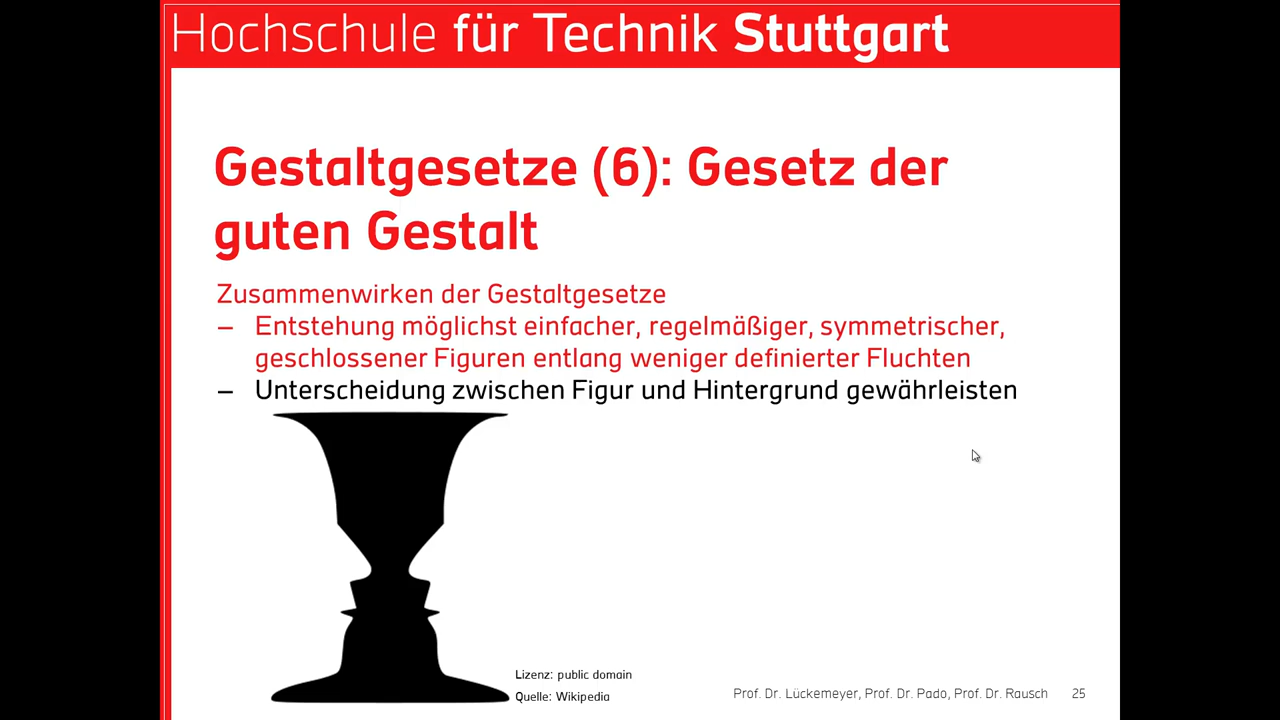 Hochschule für Technik Stuttgart
Gestaltgesetze (6): Gesetz der
guten Gestalt
Zusammenwirken der Gestaltgesetze
– Entstehung möglichst einfacher, regelmäßiger, symmetrischer,
geschlossener Figuren entlang weniger definierter Fluchten
– Unterscheidung zwischen Figur und Hintergrund gewährleisten
Lizenz: public domain
Quelle: Wikipedia
Prof. Dr. Lückemeyer, Prof. Dr. Pado, Prof. Dr. Rausch 25